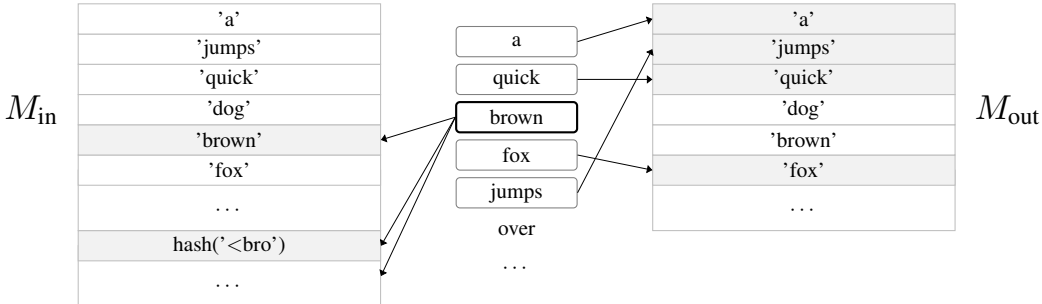 M_in
’a’
’jumps’
’quick’
’dog’
’brown’
’fox’
. . .
hash(’<bro’)
. . .
a
quick
brown
fox
jumps
over
. . .
’a’
’jumps’
’quick’
’dog’
’brown’
’fox’
. . .
M_out